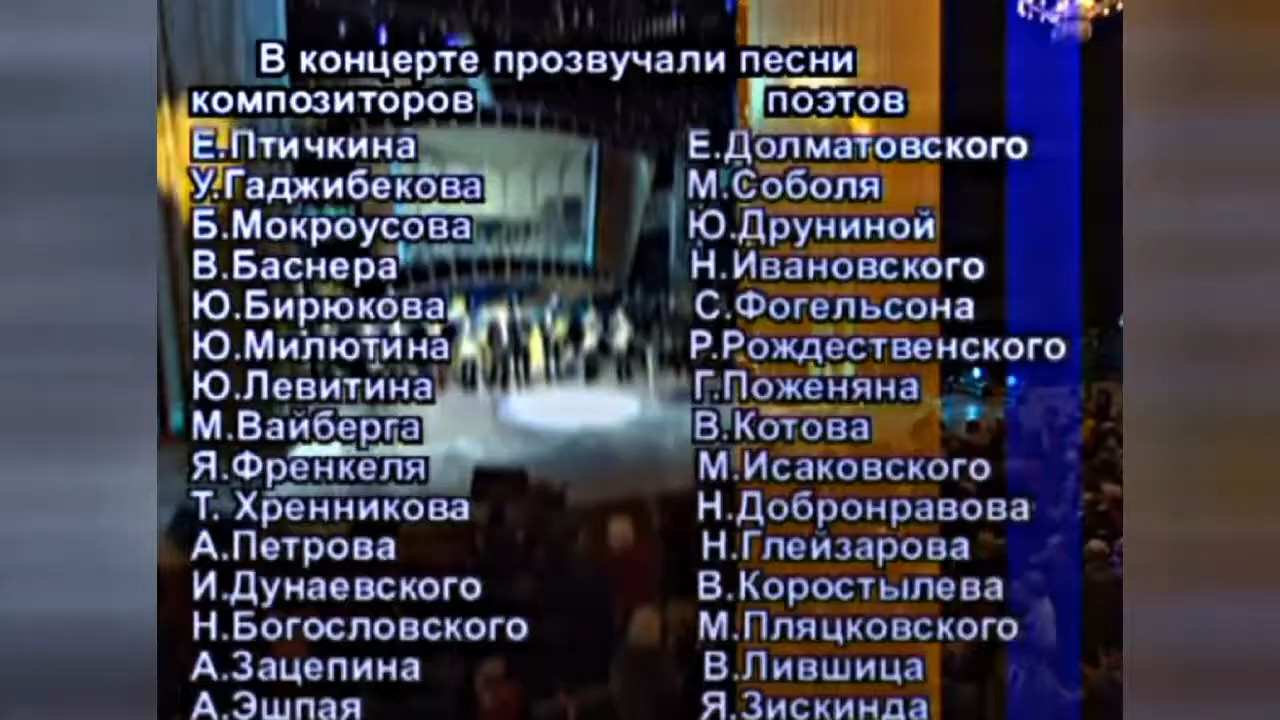 В концерте прозвучали песни
композиторов поэтов
Е.Птичкина Е.Долматовского
У.Гаджибекова М.Соболя
Б.Мокроусова Ю.Друниной
В.Баснера Н.Ивановского
Ю.Бирюкова С.Фогельсона
Ю.Милютина Р.Рождественского
Ю.Левитина Г.Поженяна
М.Вайберга В.Котова
Я.Френкеля М.Исаковского
Т. Хренникова Н.Добронравова
А.Петрова Н.Глейзарова
И.Дунаевского В.Коростылева
Н.Богословского М.Пляцковского
А.Зацепина В.Лившица
А.Эшпая Я.Зискинда